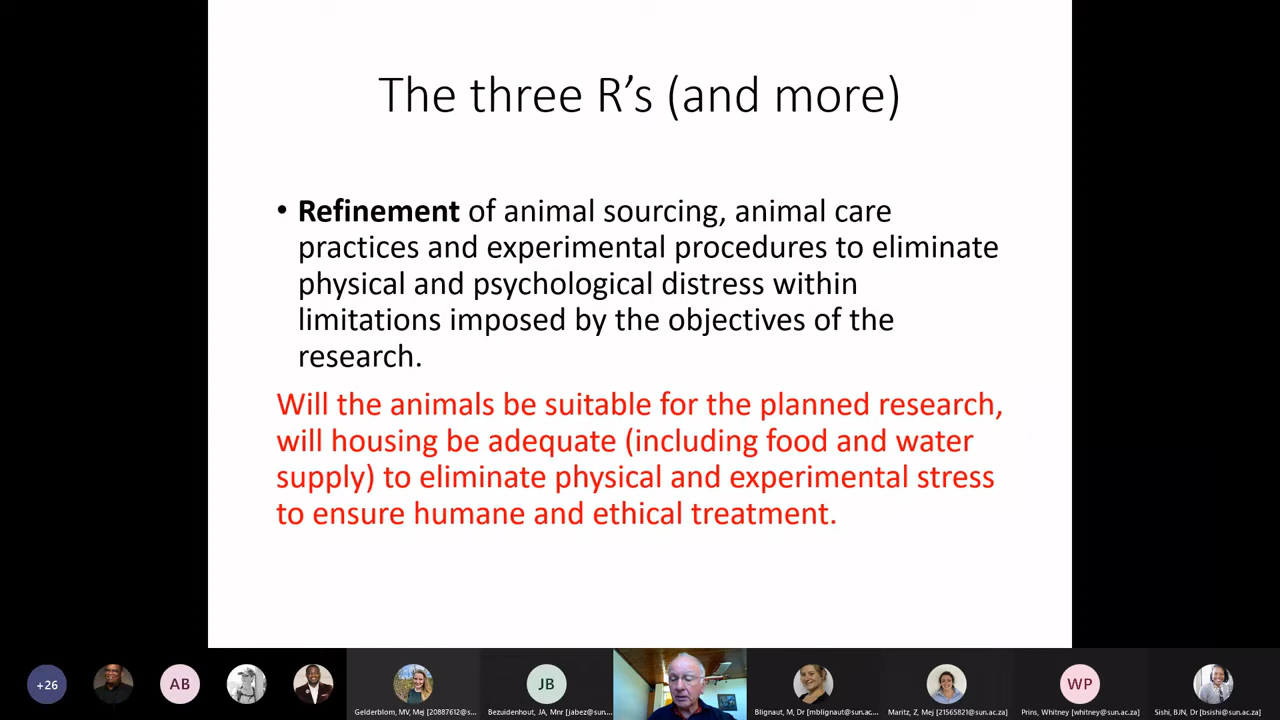 The three R's (and more)
• Refinement of animal sourcing, animal care
practices and experimental procedures to eliminate
physical and psychological distress within
limitations imposed by the objectives of the
research.
Will the animals be suitable for the planned research,
will housing be adequate (including food and water
supply) to eliminate physical and experimental stress
to ensure humane and ethical treatment.
+26
AB
JB
WP
Gelderblom, MV, Mej [20887612@s...
Bezuidenhout, JA, Mnr [jabez@sun....
Blignaut, M, Dr [mblignaut@sun.ac....
Maritz, Z, Mej [21565821@sun.ac.za]
Prins, Whitney [whitney@sun.ac.za]
Sishi, BJN, Dr [bsishi@sun.ac.za]